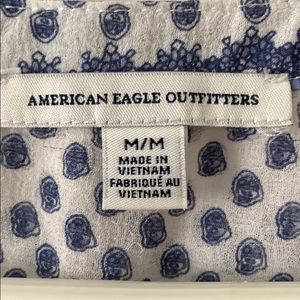 AMERICAN EAGLE OUTFITTERS
M/M
MADE IN
VIETNAM
FABRIQUÉ AU
VIETNAM